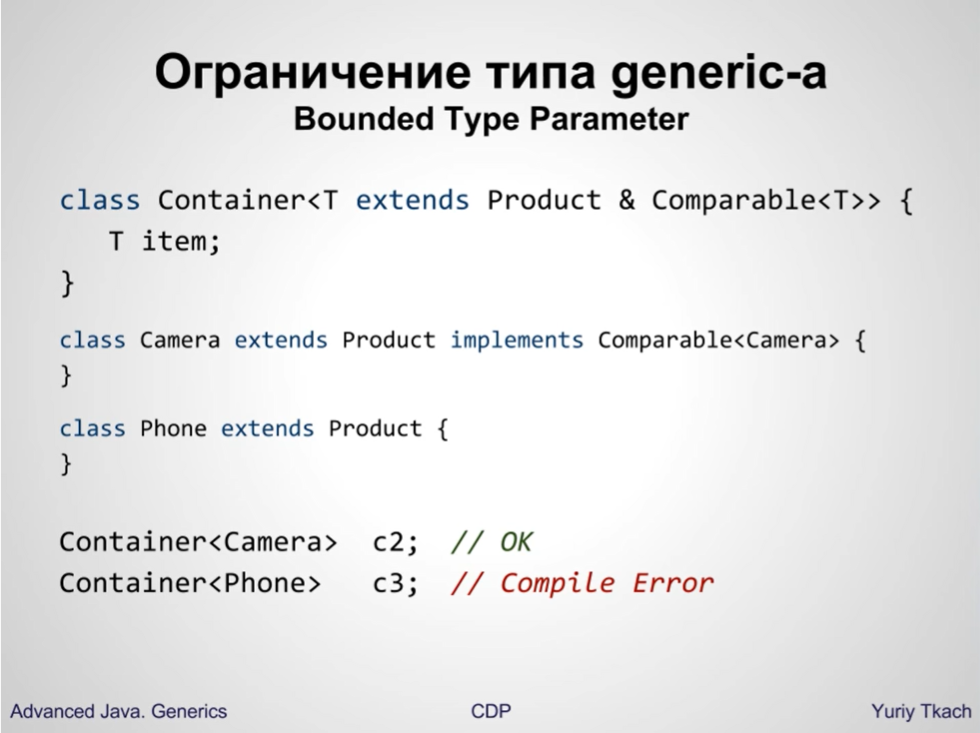 Ограничение типа generic-а
Bounded Type Parameter
class Container<T extends Product & Comparable<T>> {
   T item;
}
class Camera extends Product implements Comparable<Camera> {
}
class Phone extends Product {
}
Container<Camera>  c2;  // OK
Container<Phone>   c3;  // Compile Error
Advanced Java. Generics CDP Yuriy Tkach